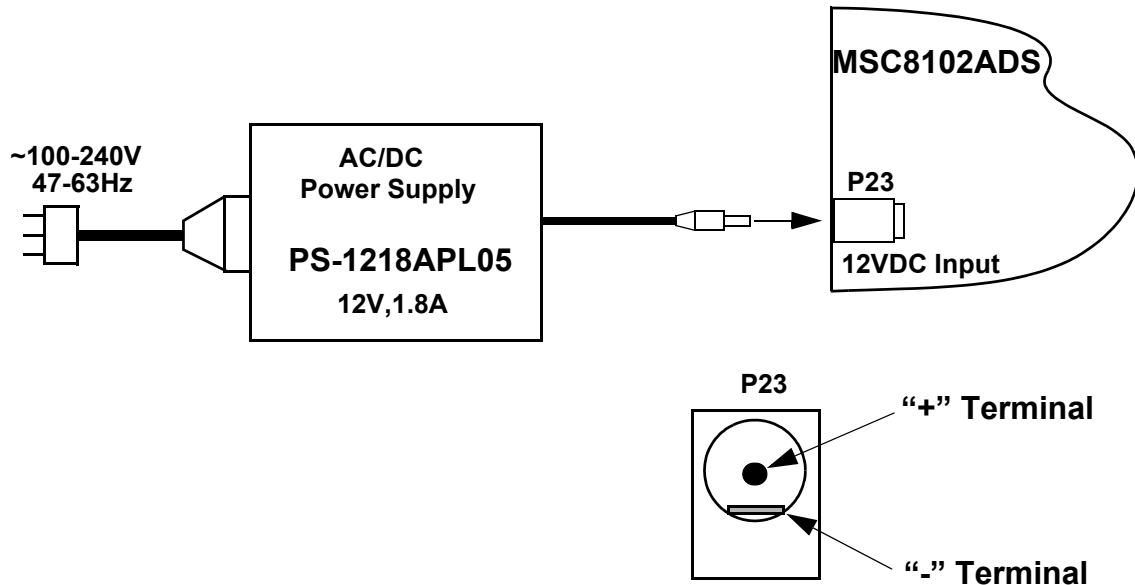 MSC8102ADS
~100-240V
47-63Hz
AC/DC
Power Supply
PS-1218APL05
12V,1.8A
P23
12VDC Input
P23
“+” Terminal
“-” Terminal